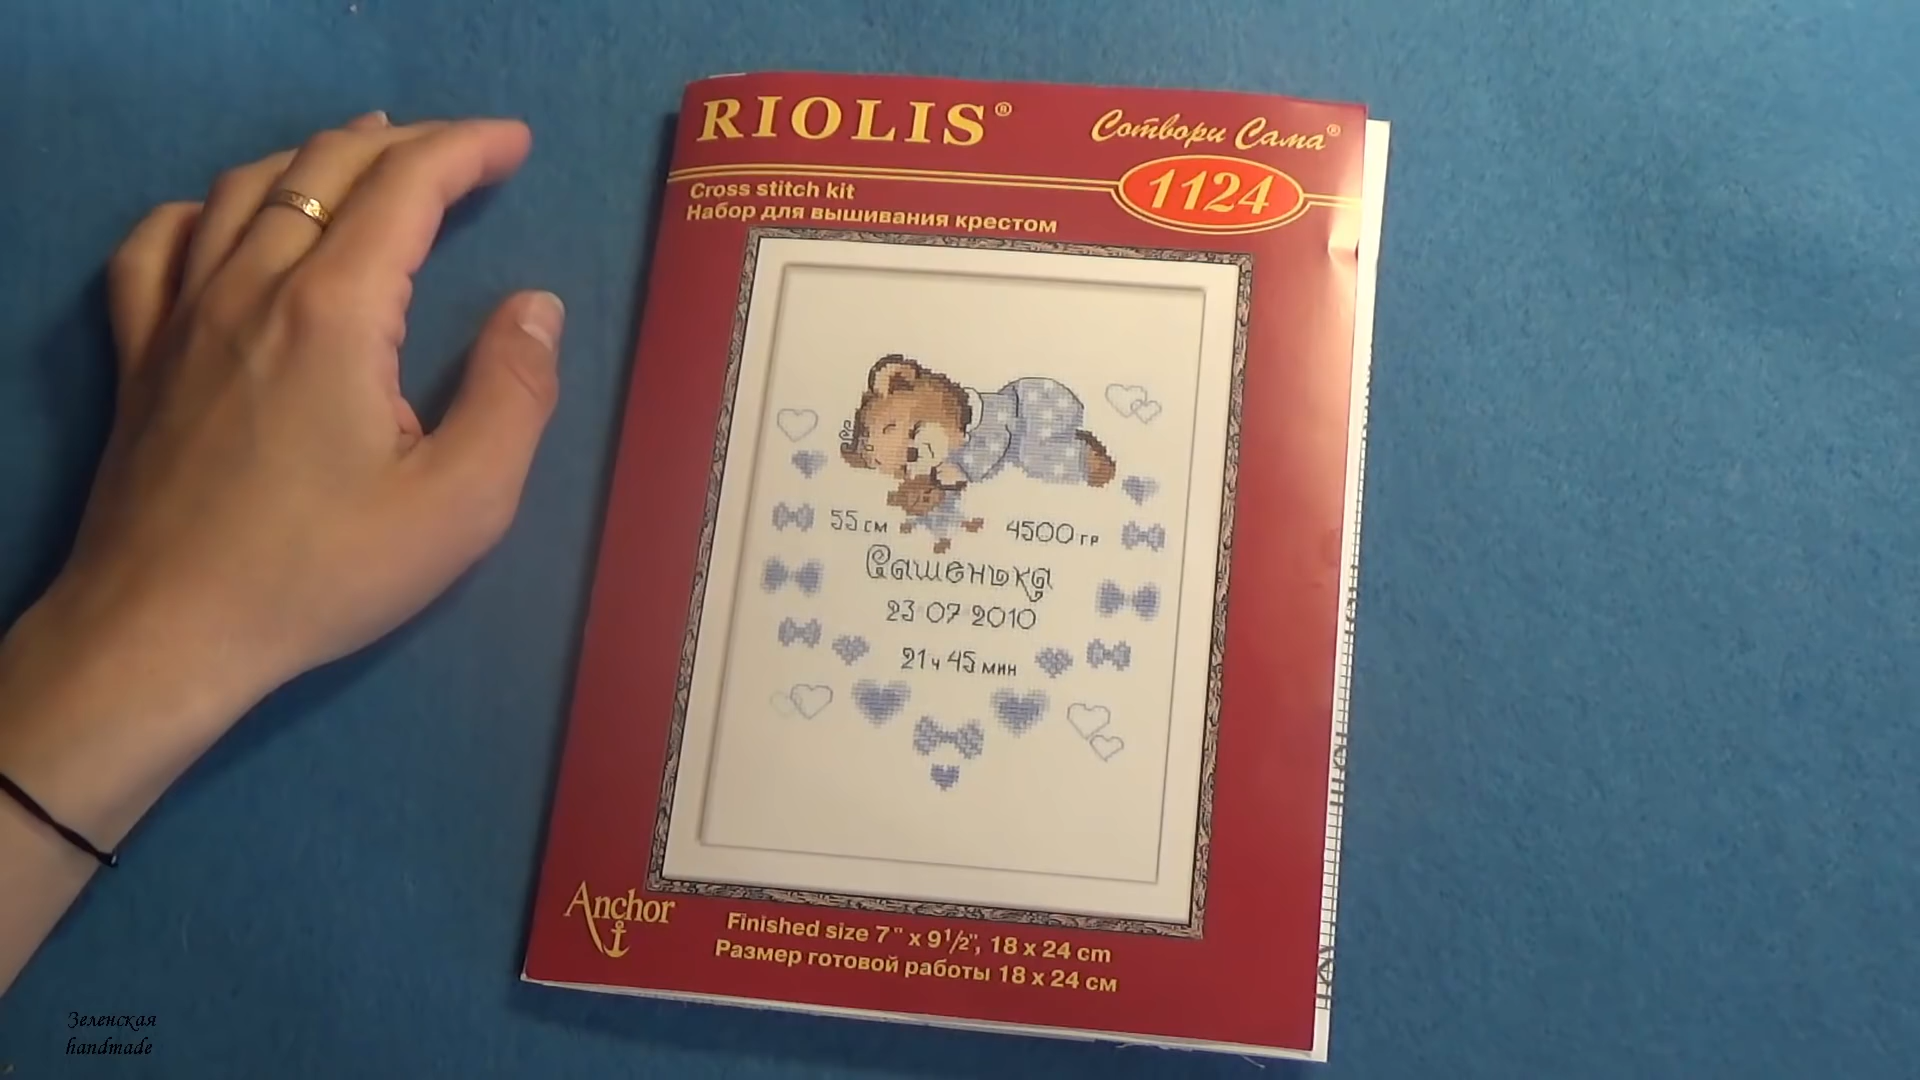 RIOLIS®
Сотвори Сама®
1124
Cross stitch kit
Набор для вышивания крестом
55 см
4500 гр
Сашенька
23 07 2010
21 ч 45 мин
Anchor
Finished size 7" x 9½", 18 x 24 cm
Размер готовой работы 18 x 24 см
Зеленская
handmade